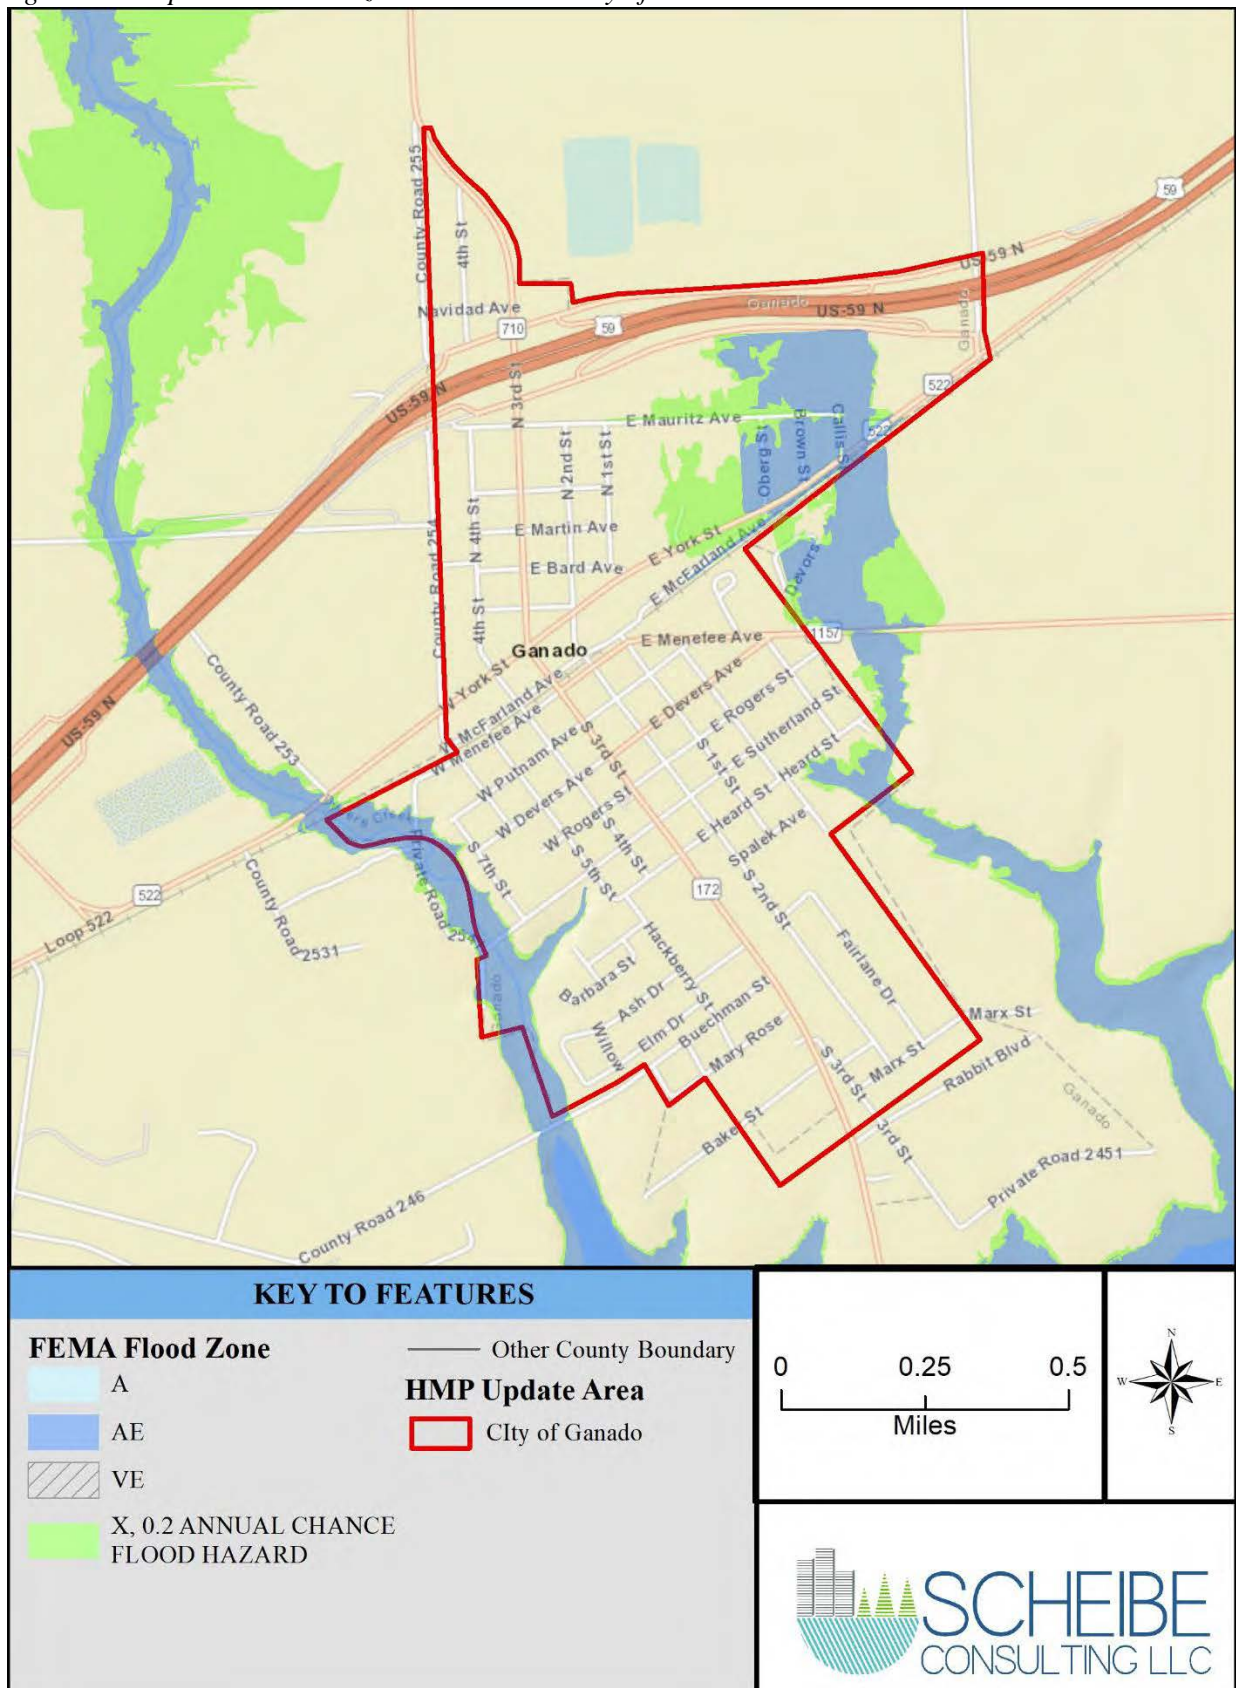 County Road 255
4th St
59
US-59 N
Navidad Ave
Ganado
US-59 N
710
59
N 3rd St
Ganado
522
US-59 N
E Mauritz Ave
Callis St
Brown St
Oberg St
522
N 2nd St
N 1st St
County Road 254
N 4th St
E Martin Ave
E York St
E McFarland Ave
E Bard Ave
Devors
4th St
1157
E Menefee Ave
Ganado
County Road 253
W York St
W McFarland Ave
W Menefee Ave
E Devers Ave
E Rogers St
E Sutherland St
S 3rd St
S 1st St
US-59 N
W Putnam Ave
Heard St
W Devers Ave
W Rogers St
E Heard St
Spalek Ave
S 4th St
S 5th St
S 7th St
Private Road 254
172
S 2nd St
522
County Road 2531
Loop 522
Hackberry St
Fairlane Dr
Barbara St
Ganado
Ash Dr
Buechman St
Marx St
Elm Dr
Willow
Mary Rose
S 3rd St
Marx St
Rabbit Blvd
Ganado
Baker St
3rd St
Private Road 2451
County Road 246
KEY TO FEATURES
FEMA Flood Zone
A
AE
VE
X, 0.2 ANNUAL CHANCE
FLOOD HAZARD
Other County Boundary
HMP Update Area
CIty of Ganado
0 0.25 0.5
Miles
N
W E
S
SCHEIBE
CONSULTING LLC